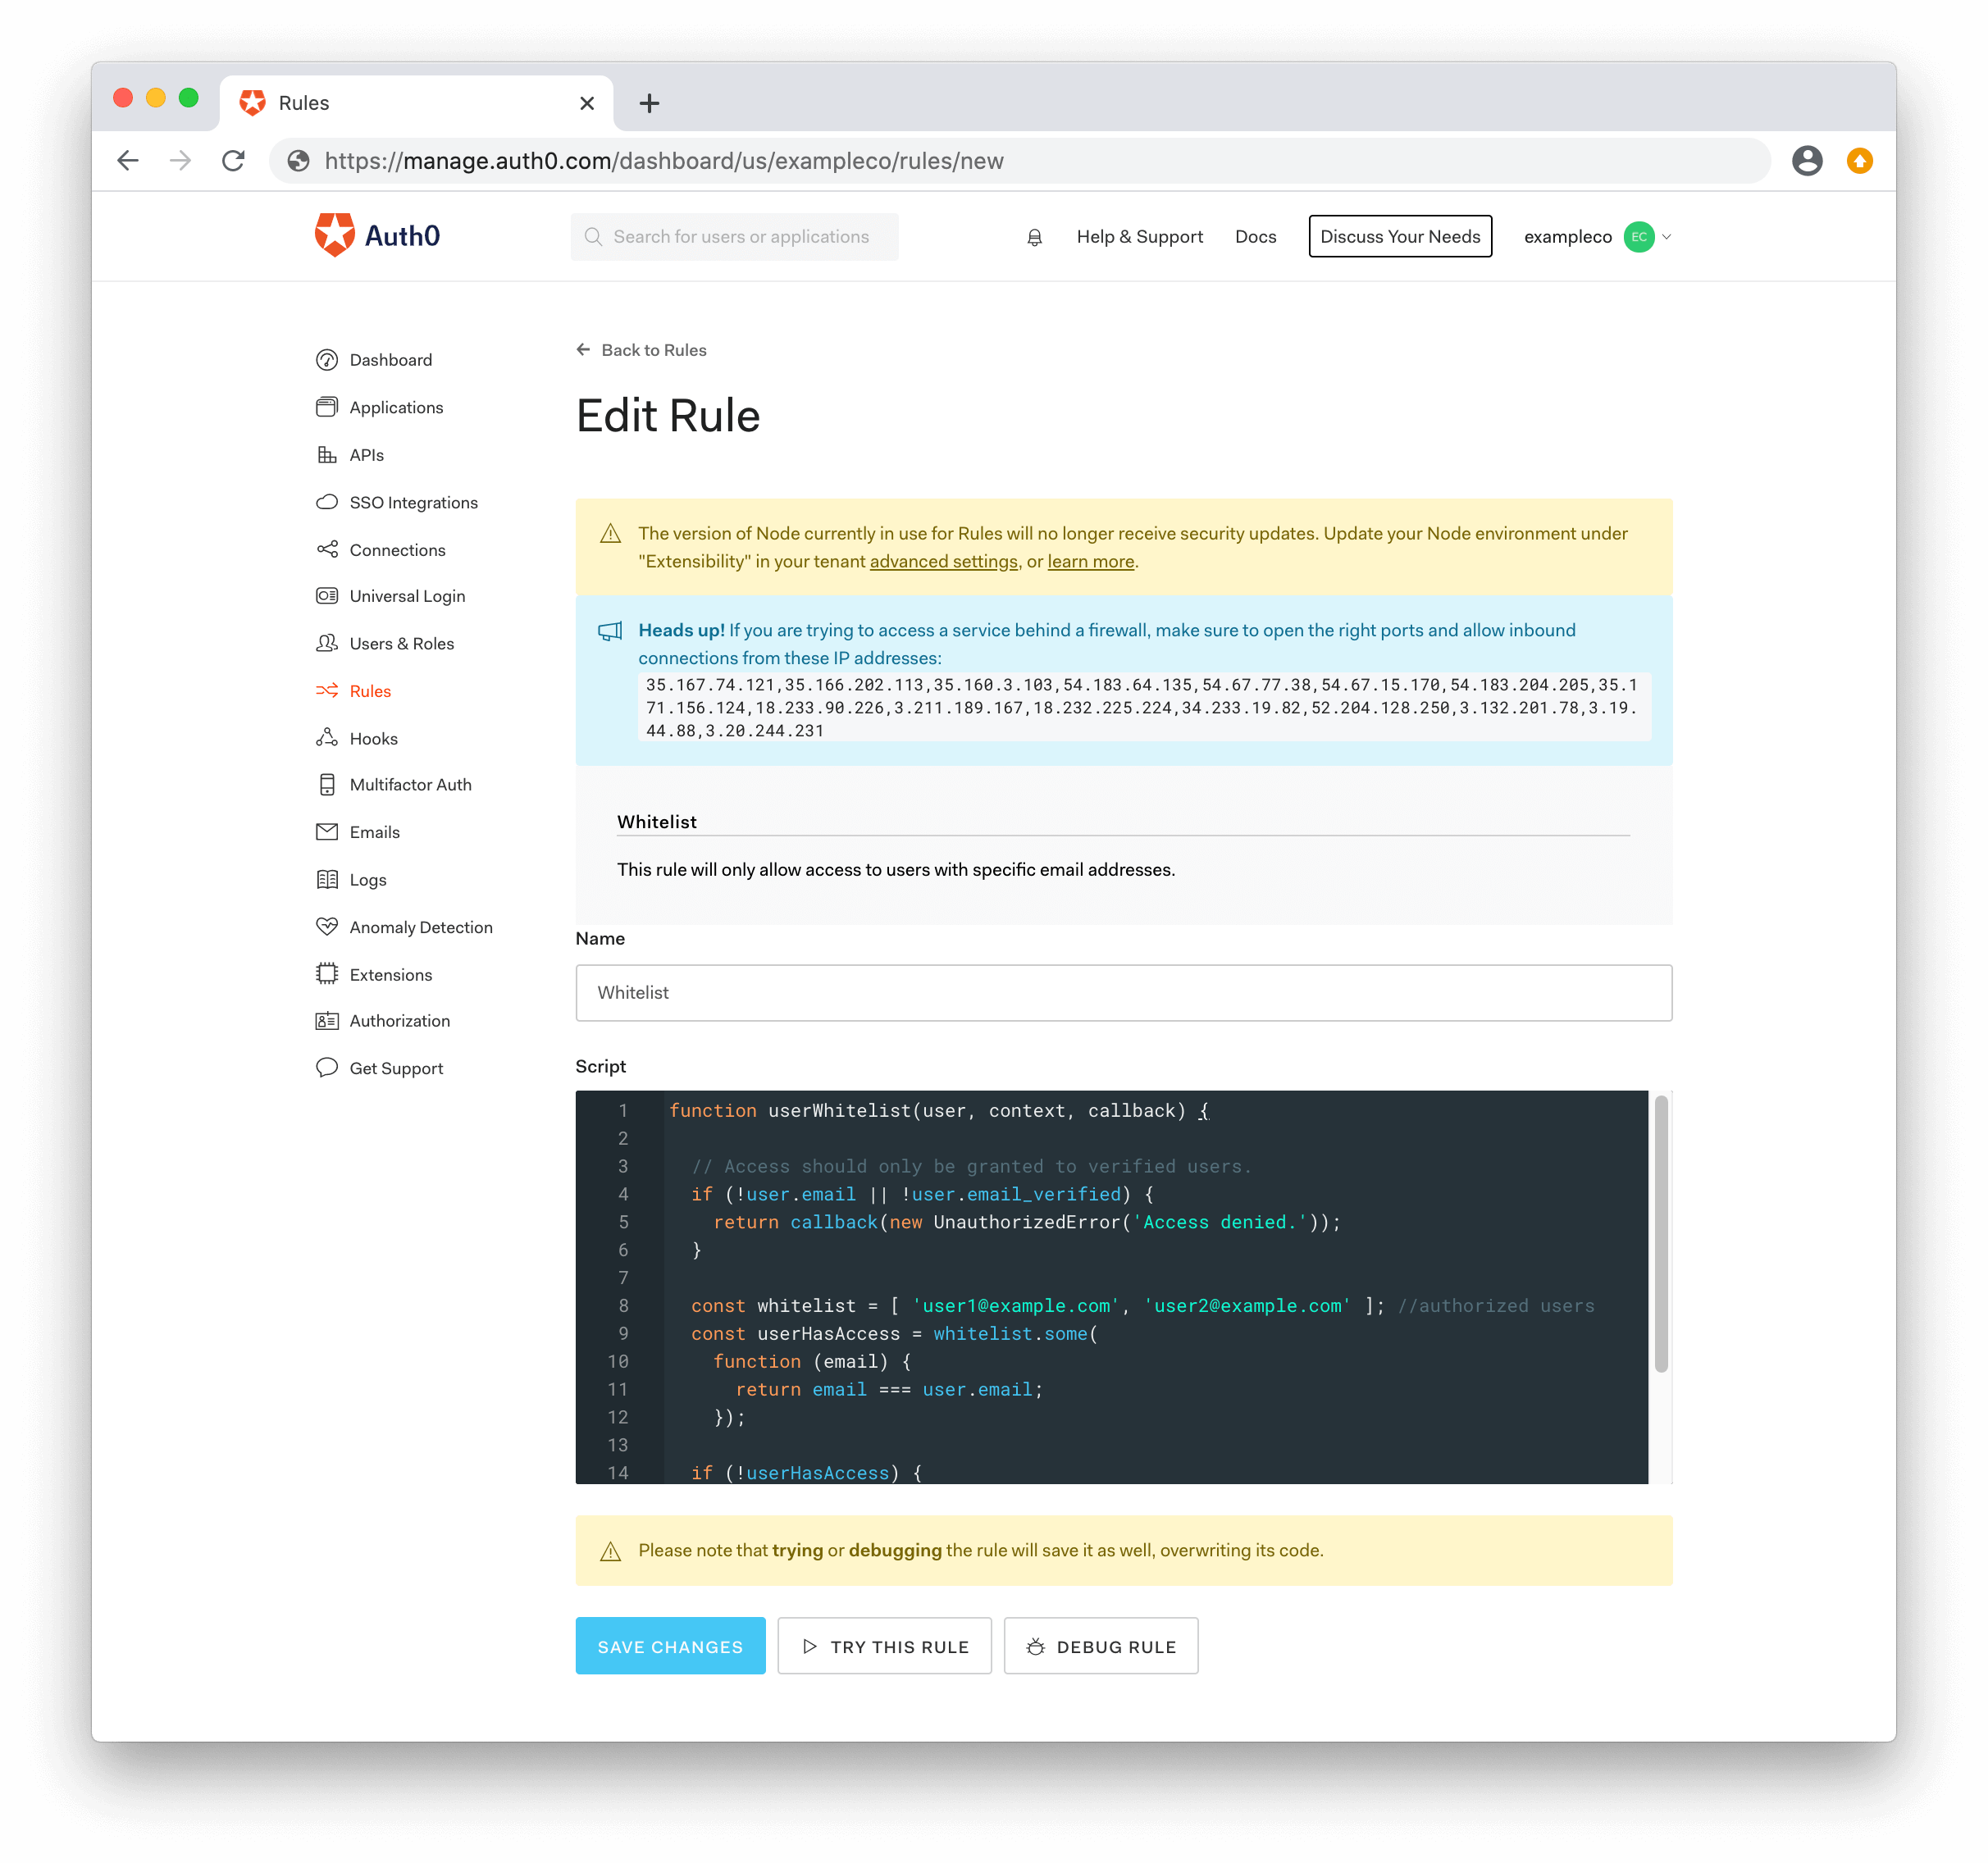 Rules
https://manage.auth0.com/dashboard/us/exampleco/rules/new
Auth0
Search for users or applications
Help & Support
Docs
Discuss Your Needs
exampleco
EC
Dashboard
Applications
APIs
SSO Integrations
Connections
Universal Login
Users & Roles
Rules
Hooks
Multifactor Auth
Emails
Logs
Anomaly Detection
Extensions
Authorization
Get Support
Back to Rules
Edit Rule
The version of Node currently in use for Rules will no longer receive security updates. Update your Node environment under
"Extensibility" in your tenant advanced settings, or learn more.
Heads up! If you are trying to access a service behind a firewall, make sure to open the right ports and allow inbound
connections from these IP addresses:
35.167.74.121,35.166.202.113,35.160.3.103,54.183.64.135,54.67.77.38,54.67.15.170,54.183.204.205,35.1
71.156.124,18.233.90.226,3.211.189.167,18.232.225.224,34.233.19.82,52.204.128.250,3.132.201.78,3.19.
44.88,3.20.244.231
Whitelist
This rule will only allow access to users with specific email addresses.
Name
Whitelist
Script
1 function userWhitelist(user, context, callback) {
2
3 // Access should only be granted to verified users.
4 if (!user.email || !user.email_verified) {
5 return callback(new UnauthorizedError('Access denied.'));
6 }
7
8 const whitelist = [ 'user1@example.com', 'user2@example.com' ]; //authorized users
9 const userHasAccess = whitelist.some(
10 function (email) {
11 return email === user.email;
12 });
13
14 if (!userHasAccess) {
Please note that trying or debugging the rule will save it as well, overwriting its code.
SAVE CHANGES
TRY THIS RULE
DEBUG RULE